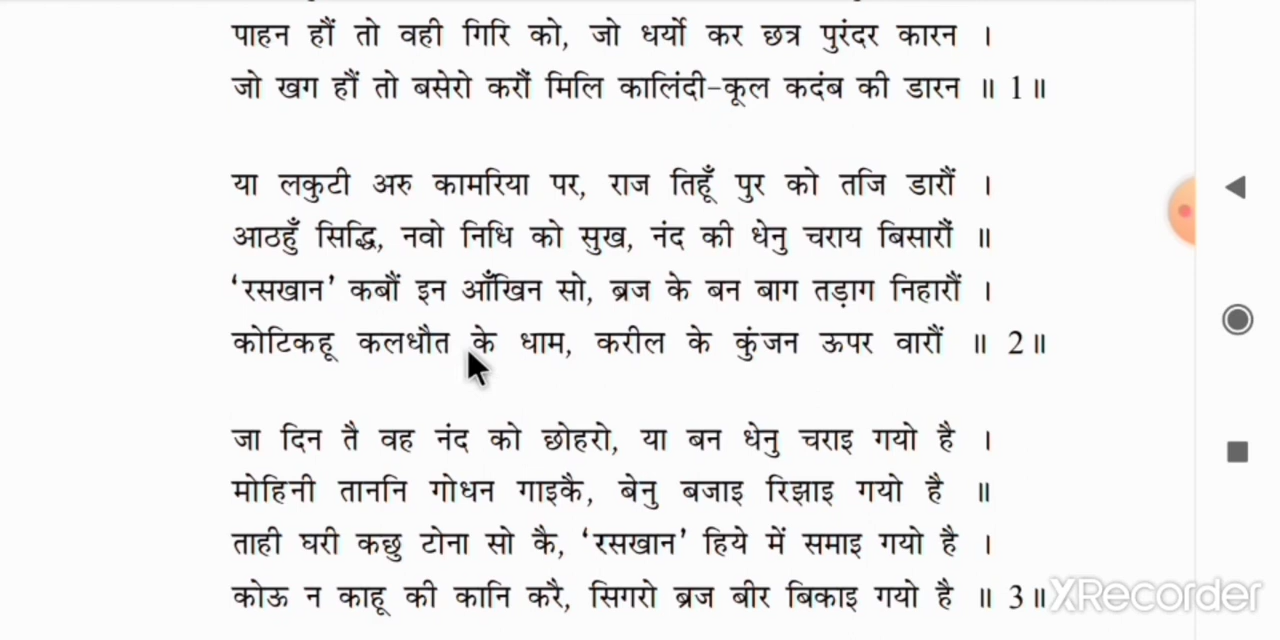 पाहन हौं तो वही गिरि को, जो धर्यो कर छत्र पुरंदर कारन ।
जो खग हौं तो बसेरो करौं मिलि कालिंदी-कूल कदंब की डारन ॥ 1॥
या लकुटी अरु कामरिया पर, राज तिहूँ पुर को तजि डारौं ।
आठहुँ सिद्धि, नवो निधि को सुख, नंद की धेनु चराय बिसारौं ॥
‘रसखान’ कबौं इन आँखिन सो, ब्रज के बन बाग तड़ाग निहारौं ।
कोटिकहू कलधौत के धाम, करील के कुंजन ऊपर वारौं ॥ 2॥
जा दिन तै वह नंद को छोहरो, या बन धेनु चराइ गयो है ।
मोहिनी ताननि गोधन गाइकै, बेनु बजाइ रिझाइ गयो है ॥
ताही घरी कछु टोना सो कै, ‘रसखान’ हिये में समाइ गयो है ।
कोऊ न काहू की कानि करै, सिगरो ब्रज बीर बिकाइ गयो है ॥ 3॥
XRecorder